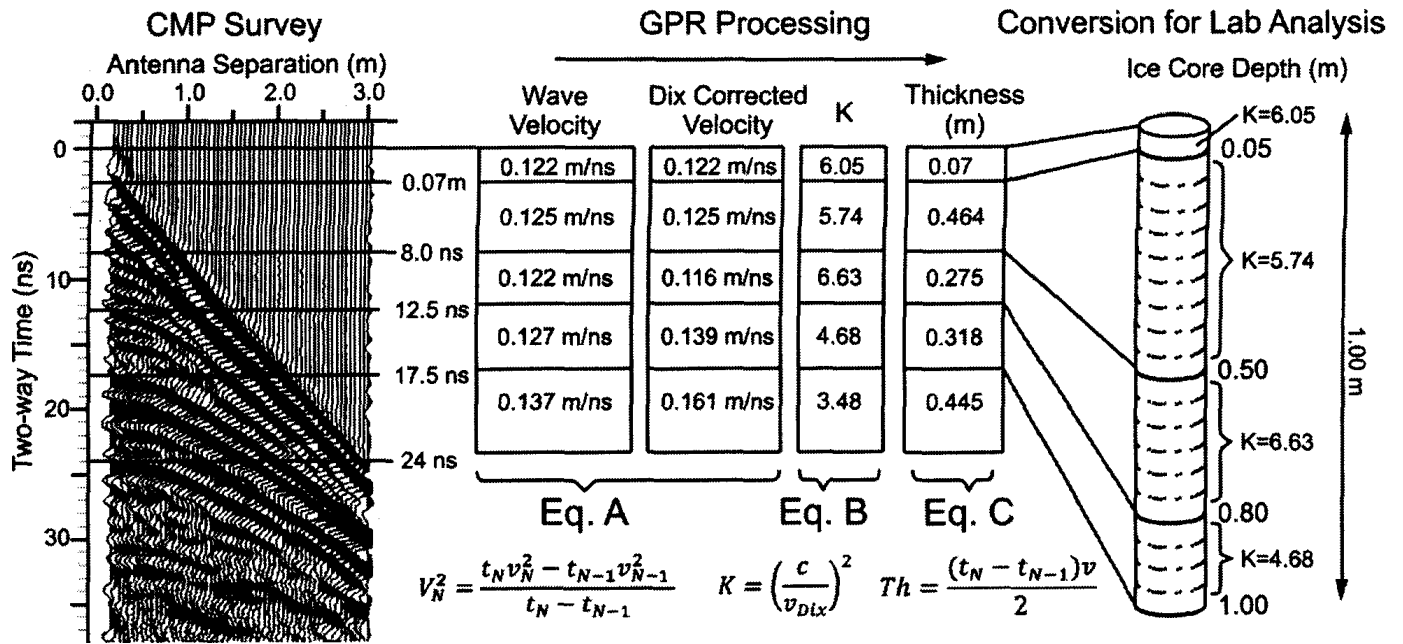 CMP Survey
GPR Processing
Conversion for Lab Analysis
Antenna Separation (m)
0.0 1.0 2.0 3.0
Wave Velocity
Dix Corrected Velocity
K
Thickness (m)
Ice Core Depth (m)
Two-way Time (ns)
0
10
20
30
0.07m
8.0 ns
12.5 ns
17.5 ns
24 ns
0.122 m/ns 0.122 m/ns 6.05 0.07
0.125 m/ns 0.125 m/ns 5.74 0.464
0.122 m/ns 0.116 m/ns 6.63 0.275
0.127 m/ns 0.139 m/ns 4.68 0.318
0.137 m/ns 0.161 m/ns 3.48 0.445
Eq. A
Eq. B
Eq. C
V_N^2 = (t_N v_N^2 − t_{N−1} v_{N−1}^2) / (t_N − t_{N−1})
K = (c / v_{Dix})^2
Th = (t_N − t_{N−1})v / 2
K=6.05
0.05
K=5.74
0.50
K=6.63
0.80
K=4.68
1.00
1.00 m